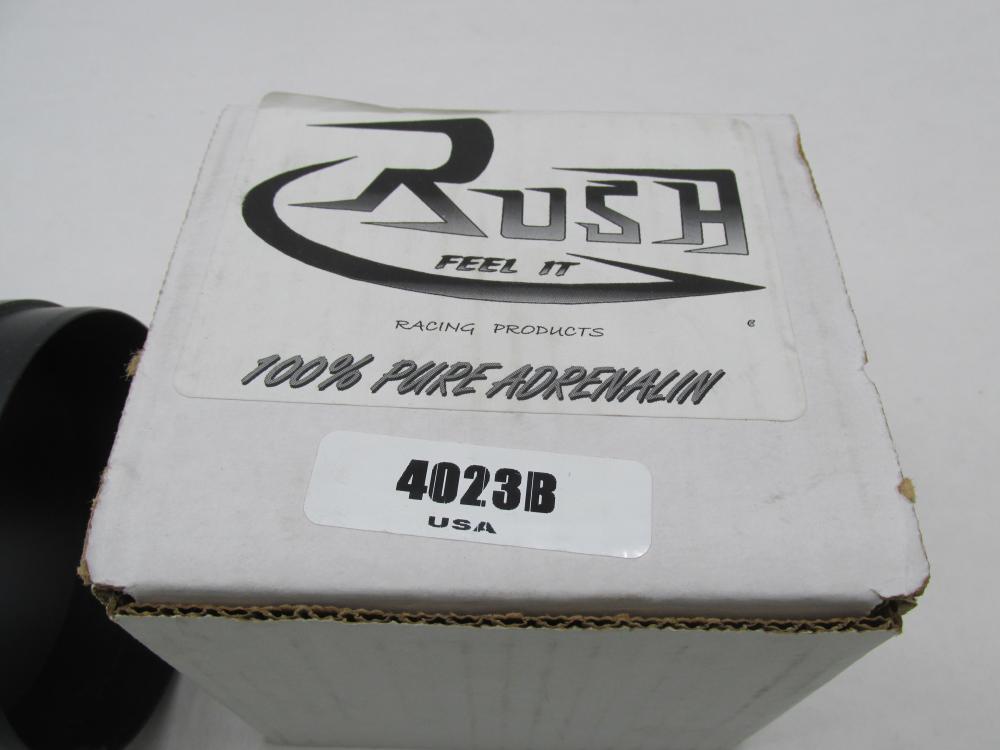 RUSH
FEEL IT
RACING PRODUCTS
100% PURE ADRENALIN
4023B
USA